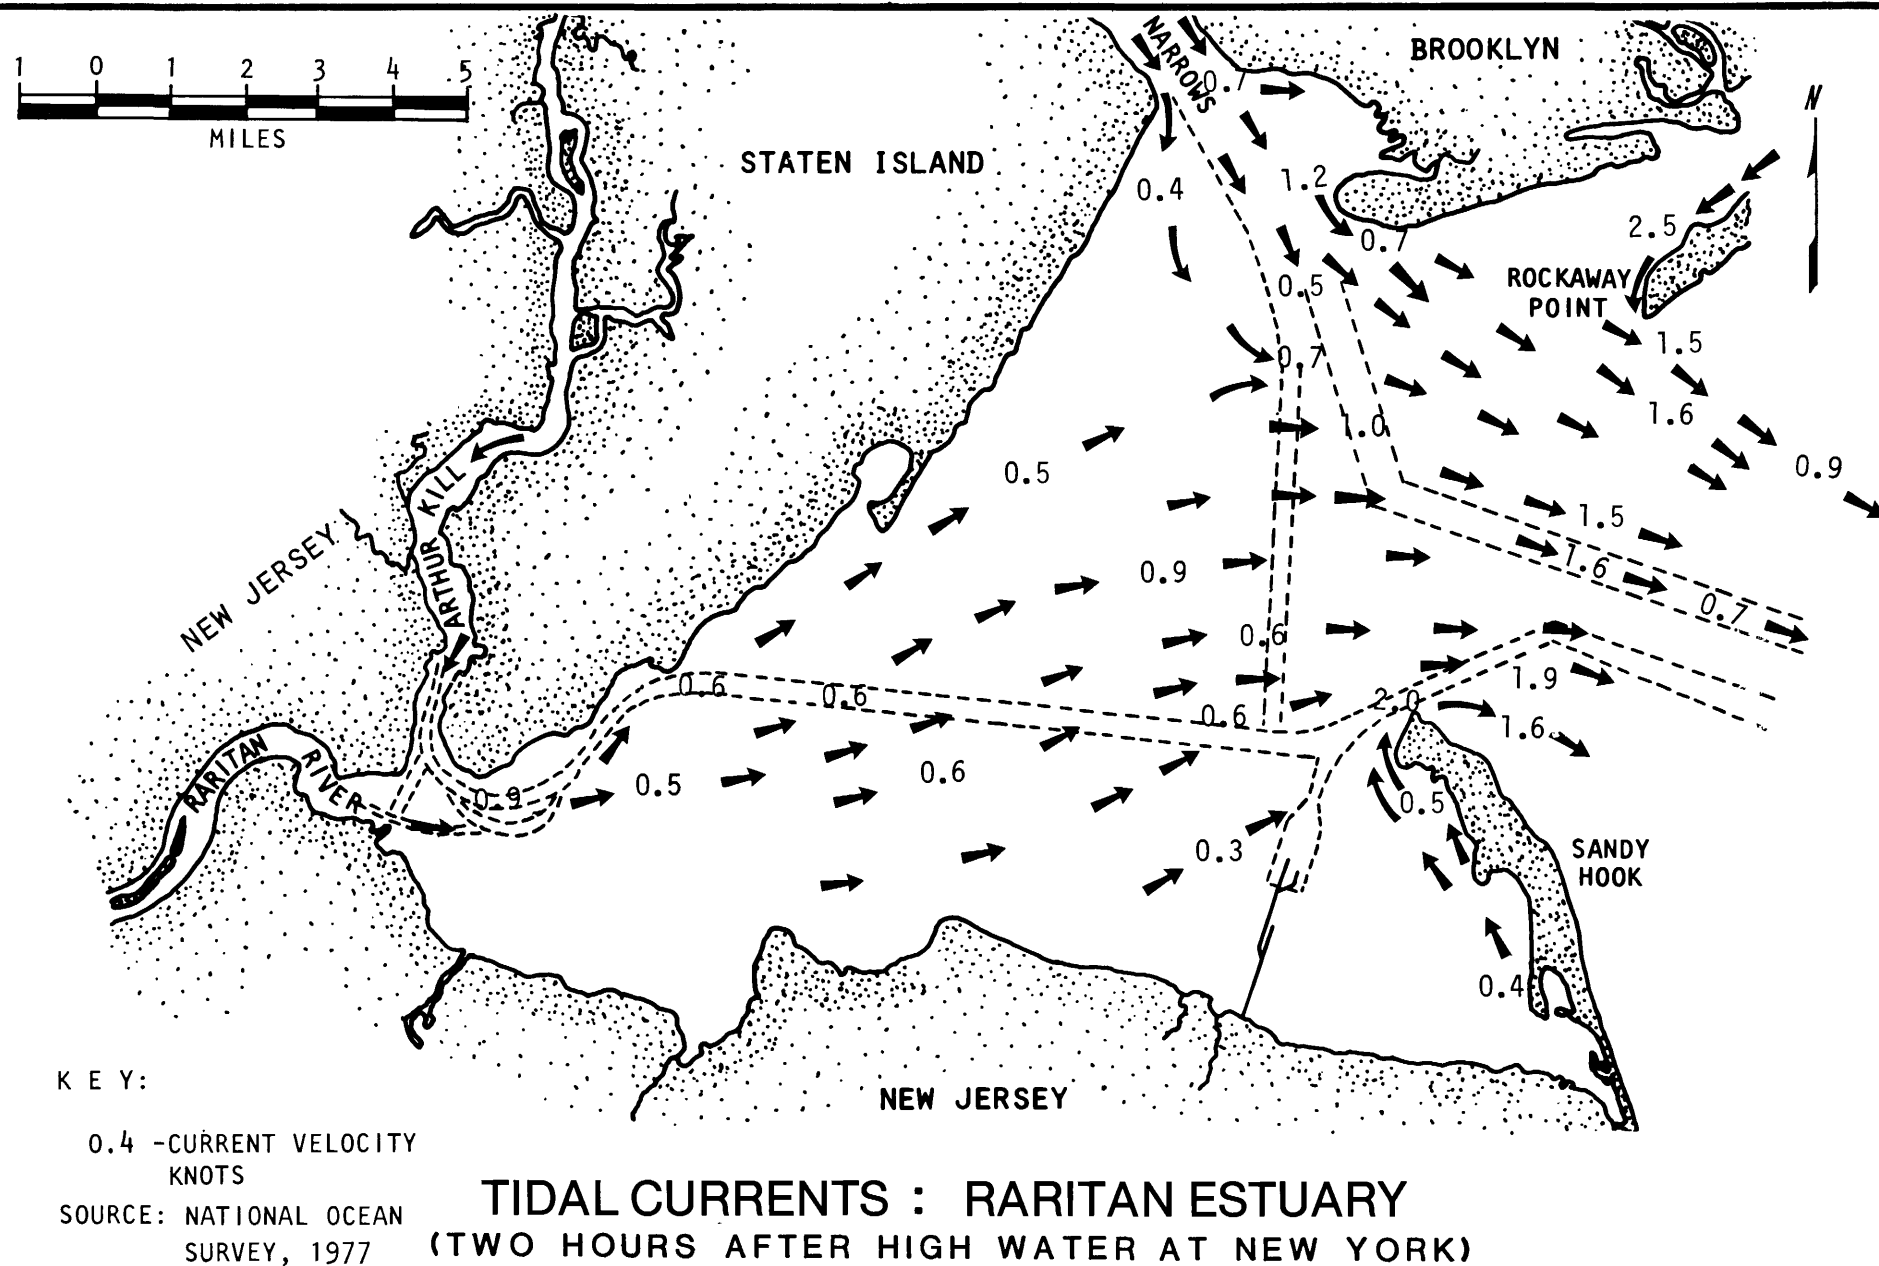 1 0 1 2 3 4 5
MILES
NARROWS
BROOKLYN
N
0.7
STATEN ISLAND
0.4
1.2
0.7
2.5
ROCKAWAY
POINT
0.5
1.5
0.7
1.6
1.0
0.5
0.9
KILL
1.5
NEW JERSEY
ARTHUR
0.9
1.6
0.7
0.6
0.6
0.6
0.6
2.0
1.9
1.6
RARITAN
RIVER
0.9
0.5
0.6
0.5
0.3
SANDY
HOOK
0.4
NEW JERSEY
K E Y:
0.4 -CURRENT VELOCITY
KNOTS
SOURCE: NATIONAL OCEAN
SURVEY, 1977
TIDAL CURRENTS : RARITAN ESTUARY
(TWO HOURS AFTER HIGH WATER AT NEW YORK)